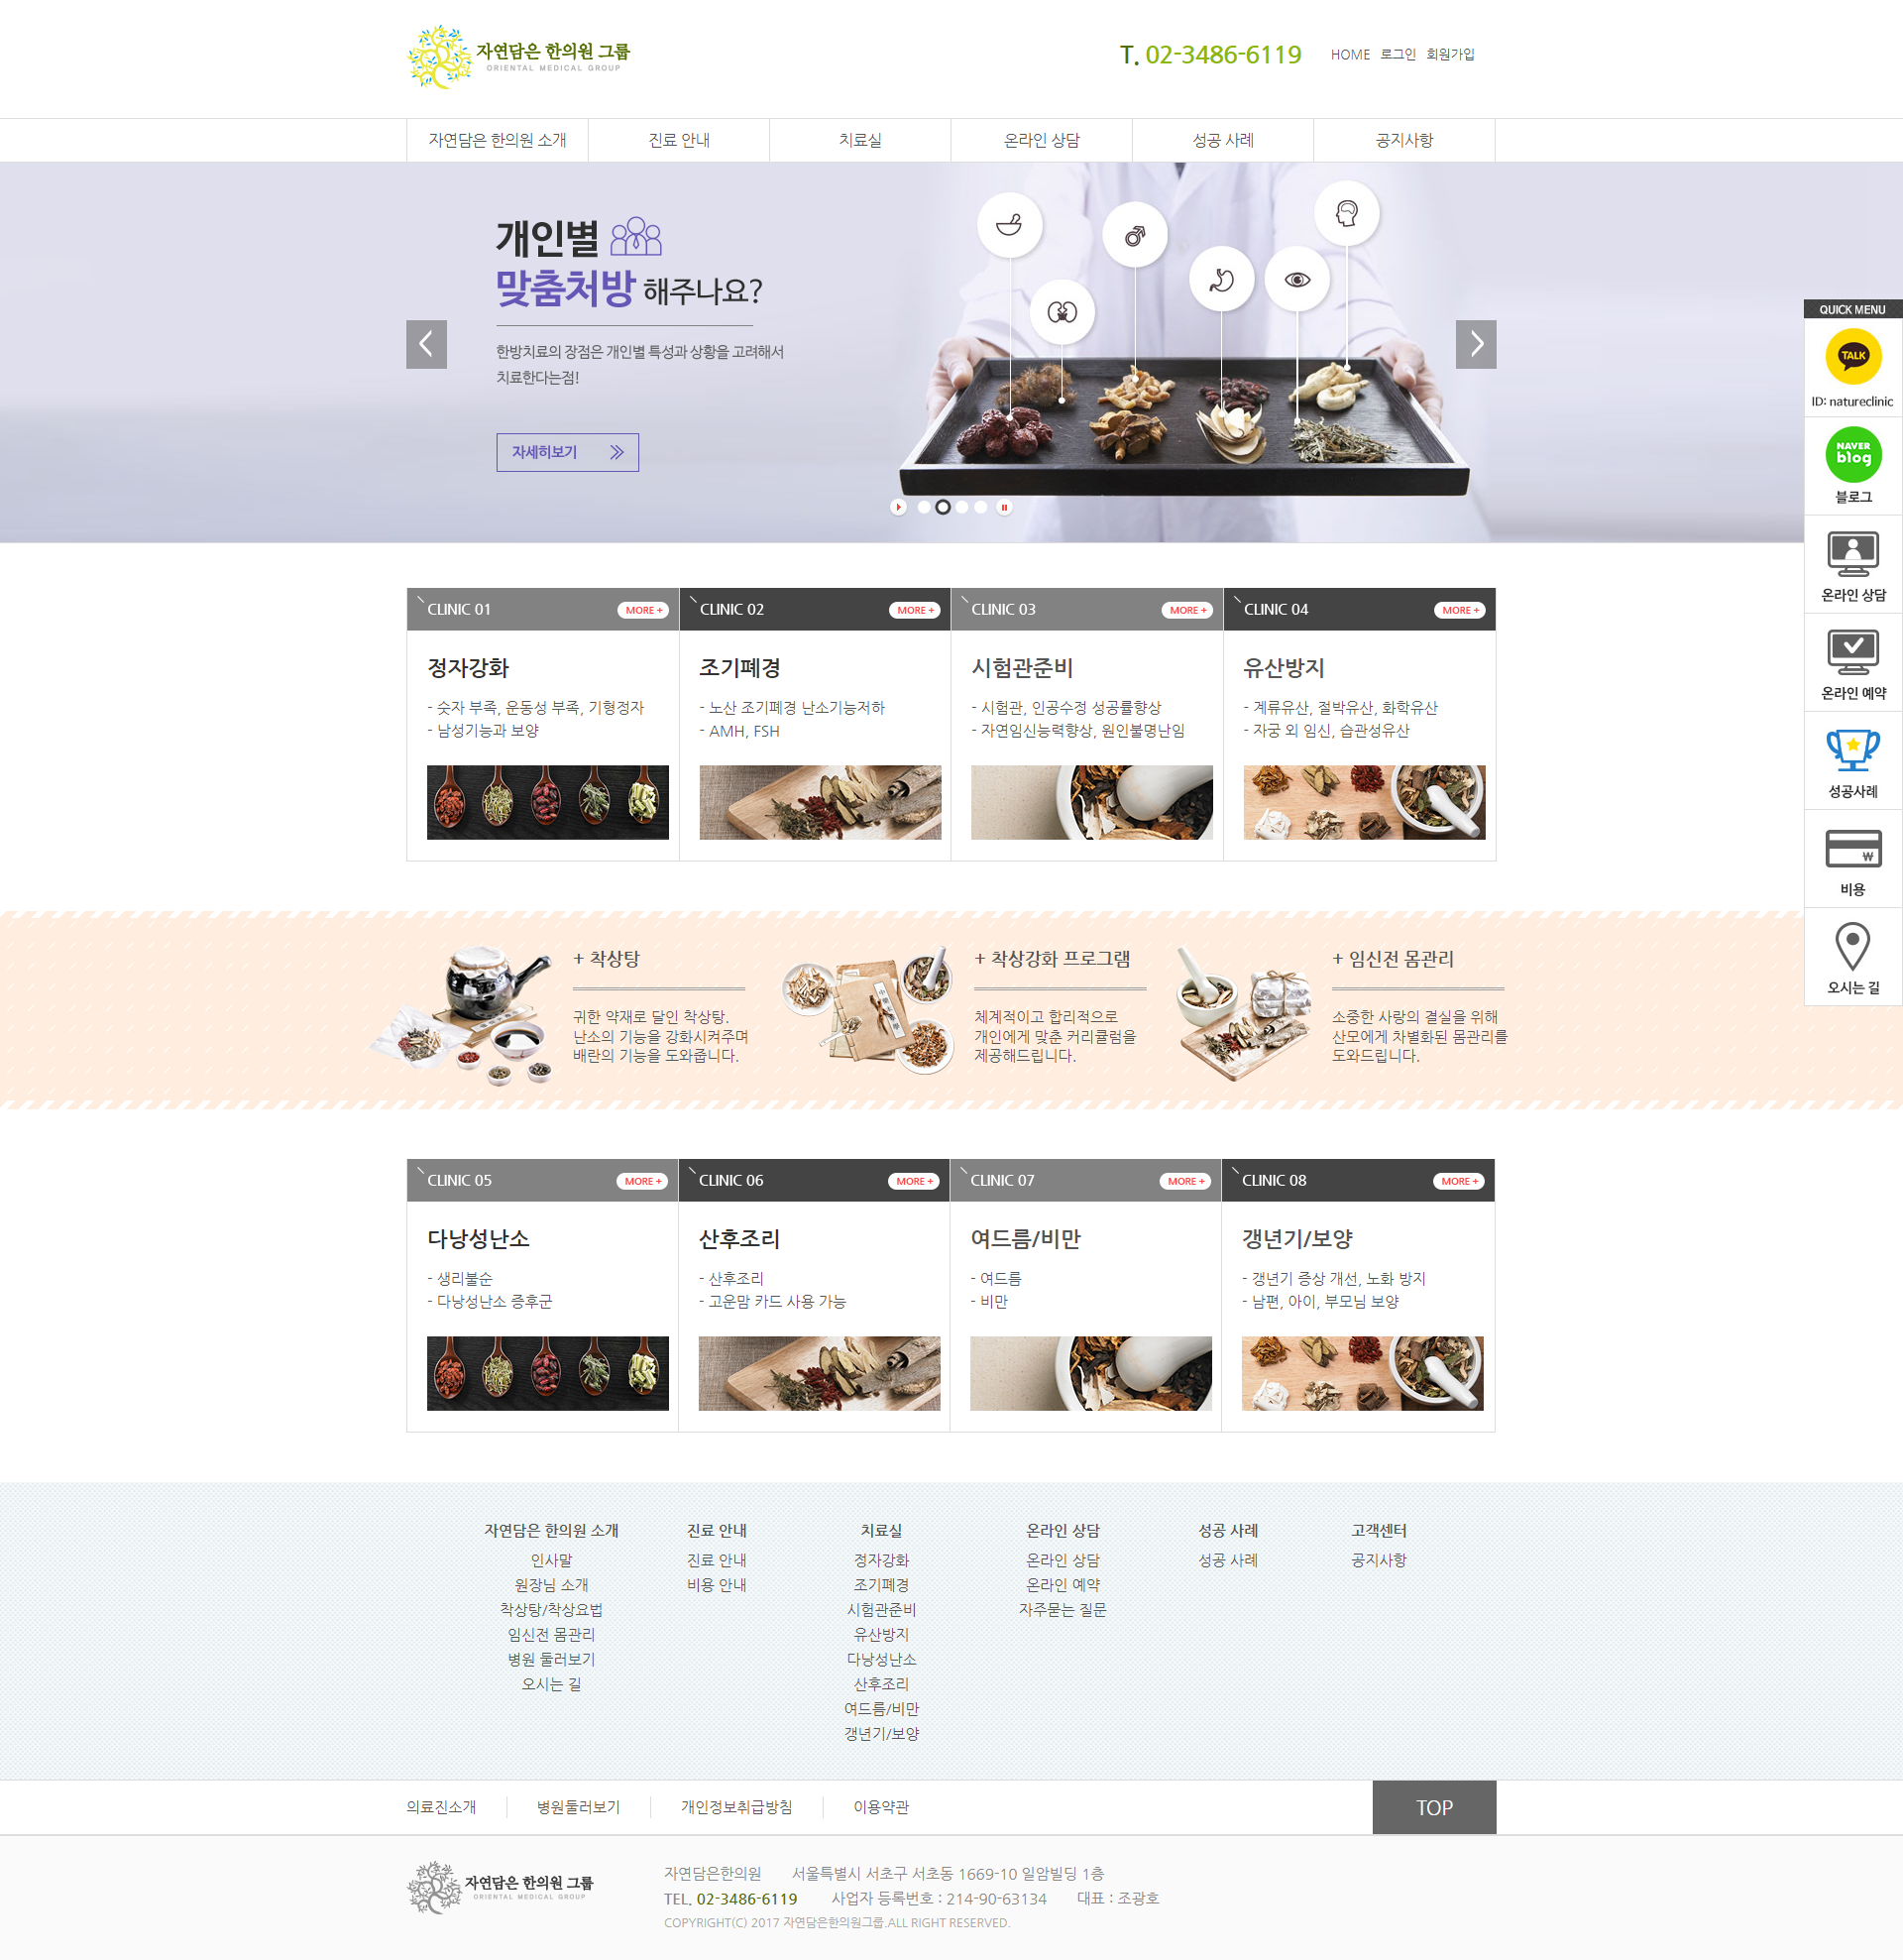 자연담은 한의원 그룹
ORIENTAL MEDICAL GROUP
T. 02-3486-6119
HOME 로그인 회원가입
자연담은 한의원 소개 진료 안내 치료실 온라인 상담 성공 사례 공지사항
개인별
맞춤처방 해주나요?
한방치료의 장점은 개인별 특성과 상황을 고려해서
치료한다는점!
자세히보기
QUICK MENU
TALK
ID: natureclinic
NAVER
blog
블로그
온라인 상담
온라인 예약
성공사례
비용
오시는 길
CLINIC 01 MORE +
정자강화
- 숫자 부족, 운동성 부족, 기형정자
- 남성기능과 보양
CLINIC 02 MORE +
조기폐경
- 노산 조기폐경 난소기능저하
- AMH, FSH
CLINIC 03 MORE +
시험관준비
- 시험관, 인공수정 성공률향상
- 자연임신능력향상, 원인불명난임
CLINIC 04 MORE +
유산방지
- 계류유산, 절박유산, 화학유산
- 자궁 외 임신, 습관성유산
+ 착상탕
귀한 약재로 달인 착상탕.
난소의 기능을 강화시켜주며
배란의 기능을 도와줍니다.
+ 착상강화 프로그램
체계적이고 합리적으로
개인에게 맞춘 커리큘럼을
제공해드립니다.
+ 임신전 몸관리
소중한 사랑의 결실을 위해
산모에게 차별화된 몸관리를
도와드립니다.
CLINIC 05 MORE +
다낭성난소
- 생리불순
- 다낭성난소 증후군
CLINIC 06 MORE +
산후조리
- 산후조리
- 고운맘 카드 사용 가능
CLINIC 07 MORE +
여드름/비만
- 여드름
- 비만
CLINIC 08 MORE +
갱년기/보양
- 갱년기 증상 개선, 노화 방지
- 남편, 아이, 부모님 보양
자연담은 한의원 소개
인사말
원장님 소개
착상탕/착상요법
임신전 몸관리
병원 둘러보기
오시는 길
진료 안내
진료 안내
비용 안내
치료실
정자강화
조기폐경
시험관준비
유산방지
다낭성난소
산후조리
여드름/비만
갱년기/보양
온라인 상담
온라인 상담
온라인 예약
자주묻는 질문
성공 사례
성공 사례
고객센터
공지사항
의료진소개 병원둘러보기 개인정보취급방침 이용약관
TOP
자연담은 한의원 그룹
ORIENTAL MEDICAL GROUP
자연담은한의원 서울특별시 서초구 서초동 1669-10 일암빌딩 1층
TEL. 02-3486-6119 사업자 등록번호 : 214-90-63134 대표 : 조광호
COPYRIGHT(C) 2017 자연담은한의원그룹.ALL RIGHT RESERVED.